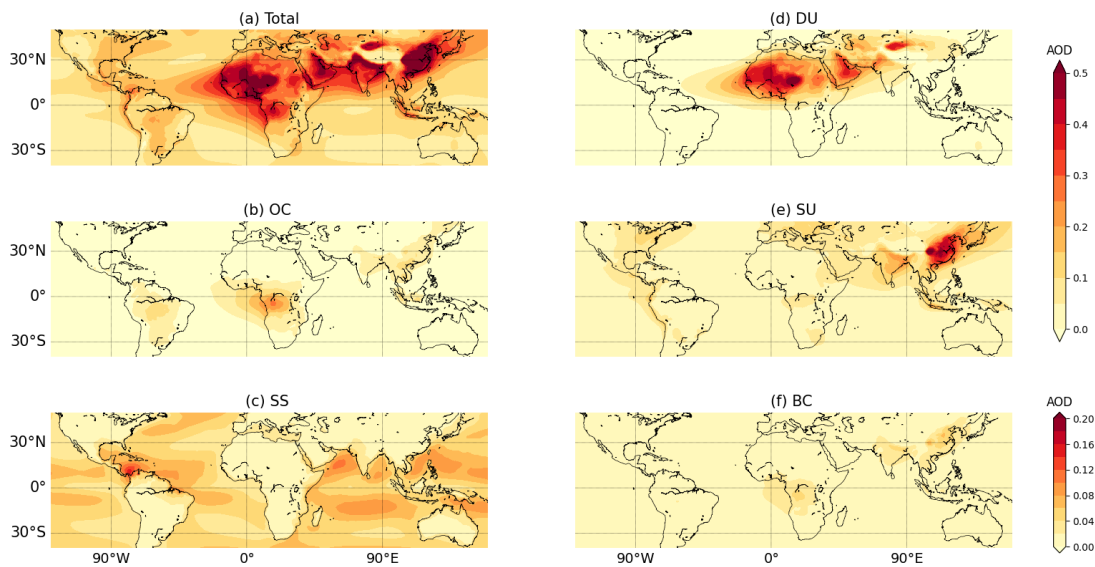 (a) Total
30°N
0°
30°S
(d) DU
AOD
0.5
0.4
0.3
0.2
0.1
0.0
(b) OC
30°N
0°
30°S
(e) SU
(c) SS
30°N
0°
30°S
90°W 0° 90°E
(f) BC
90°W 0° 90°E
AOD
0.20
0.16
0.12
0.08
0.04
0.00